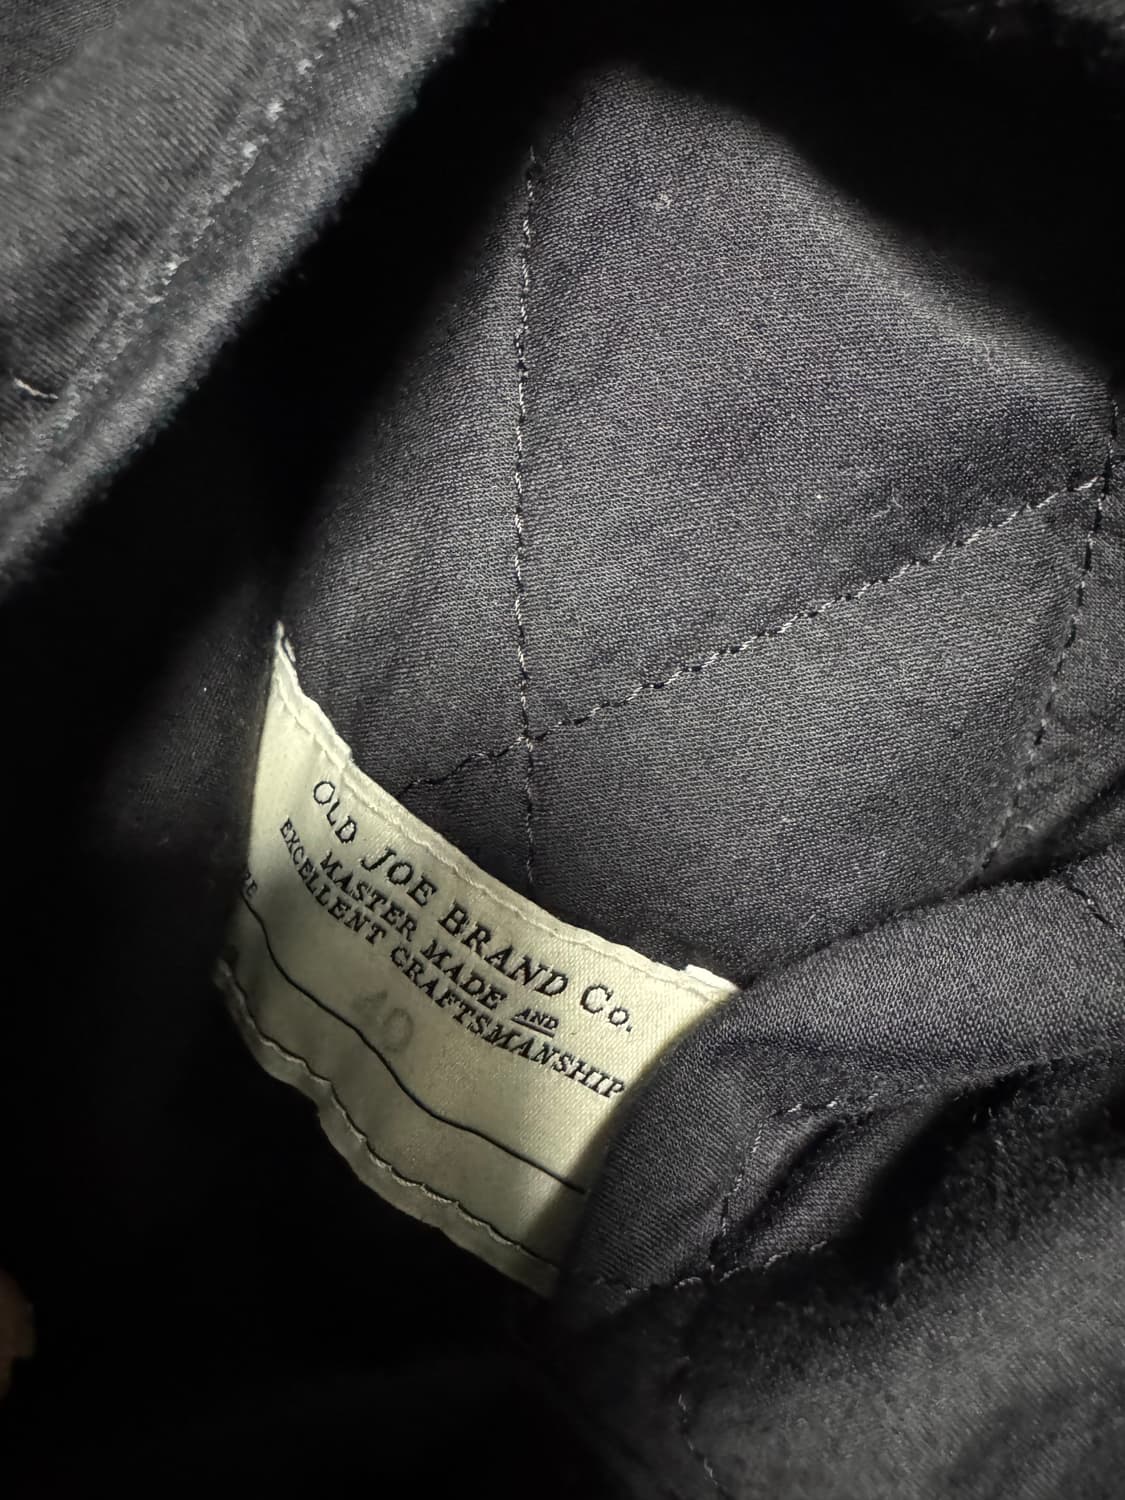 OLD JOE BRAND Co.
MASTER MADE AND
EXCELLENT CRAFTSMANSHIP
40